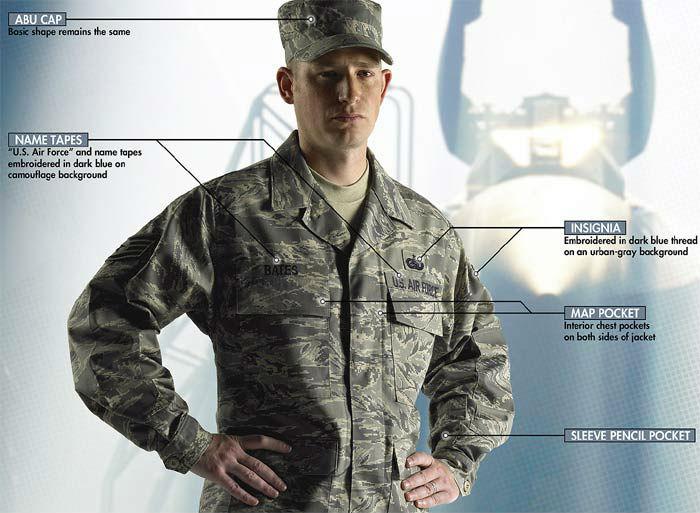 ABU CAP
Basic shape remains the same
NAME TAPES
"U.S. Air Force" and name tapes
embroidered in dark blue on
camouflage background
BATES
U.S. AIR FORCE
INSIGNIA
Embroidered in dark blue thread
on an urban-gray background
MAP POCKET
Interior chest pockets
on both sides of jacket
SLEEVE PENCIL POCKET